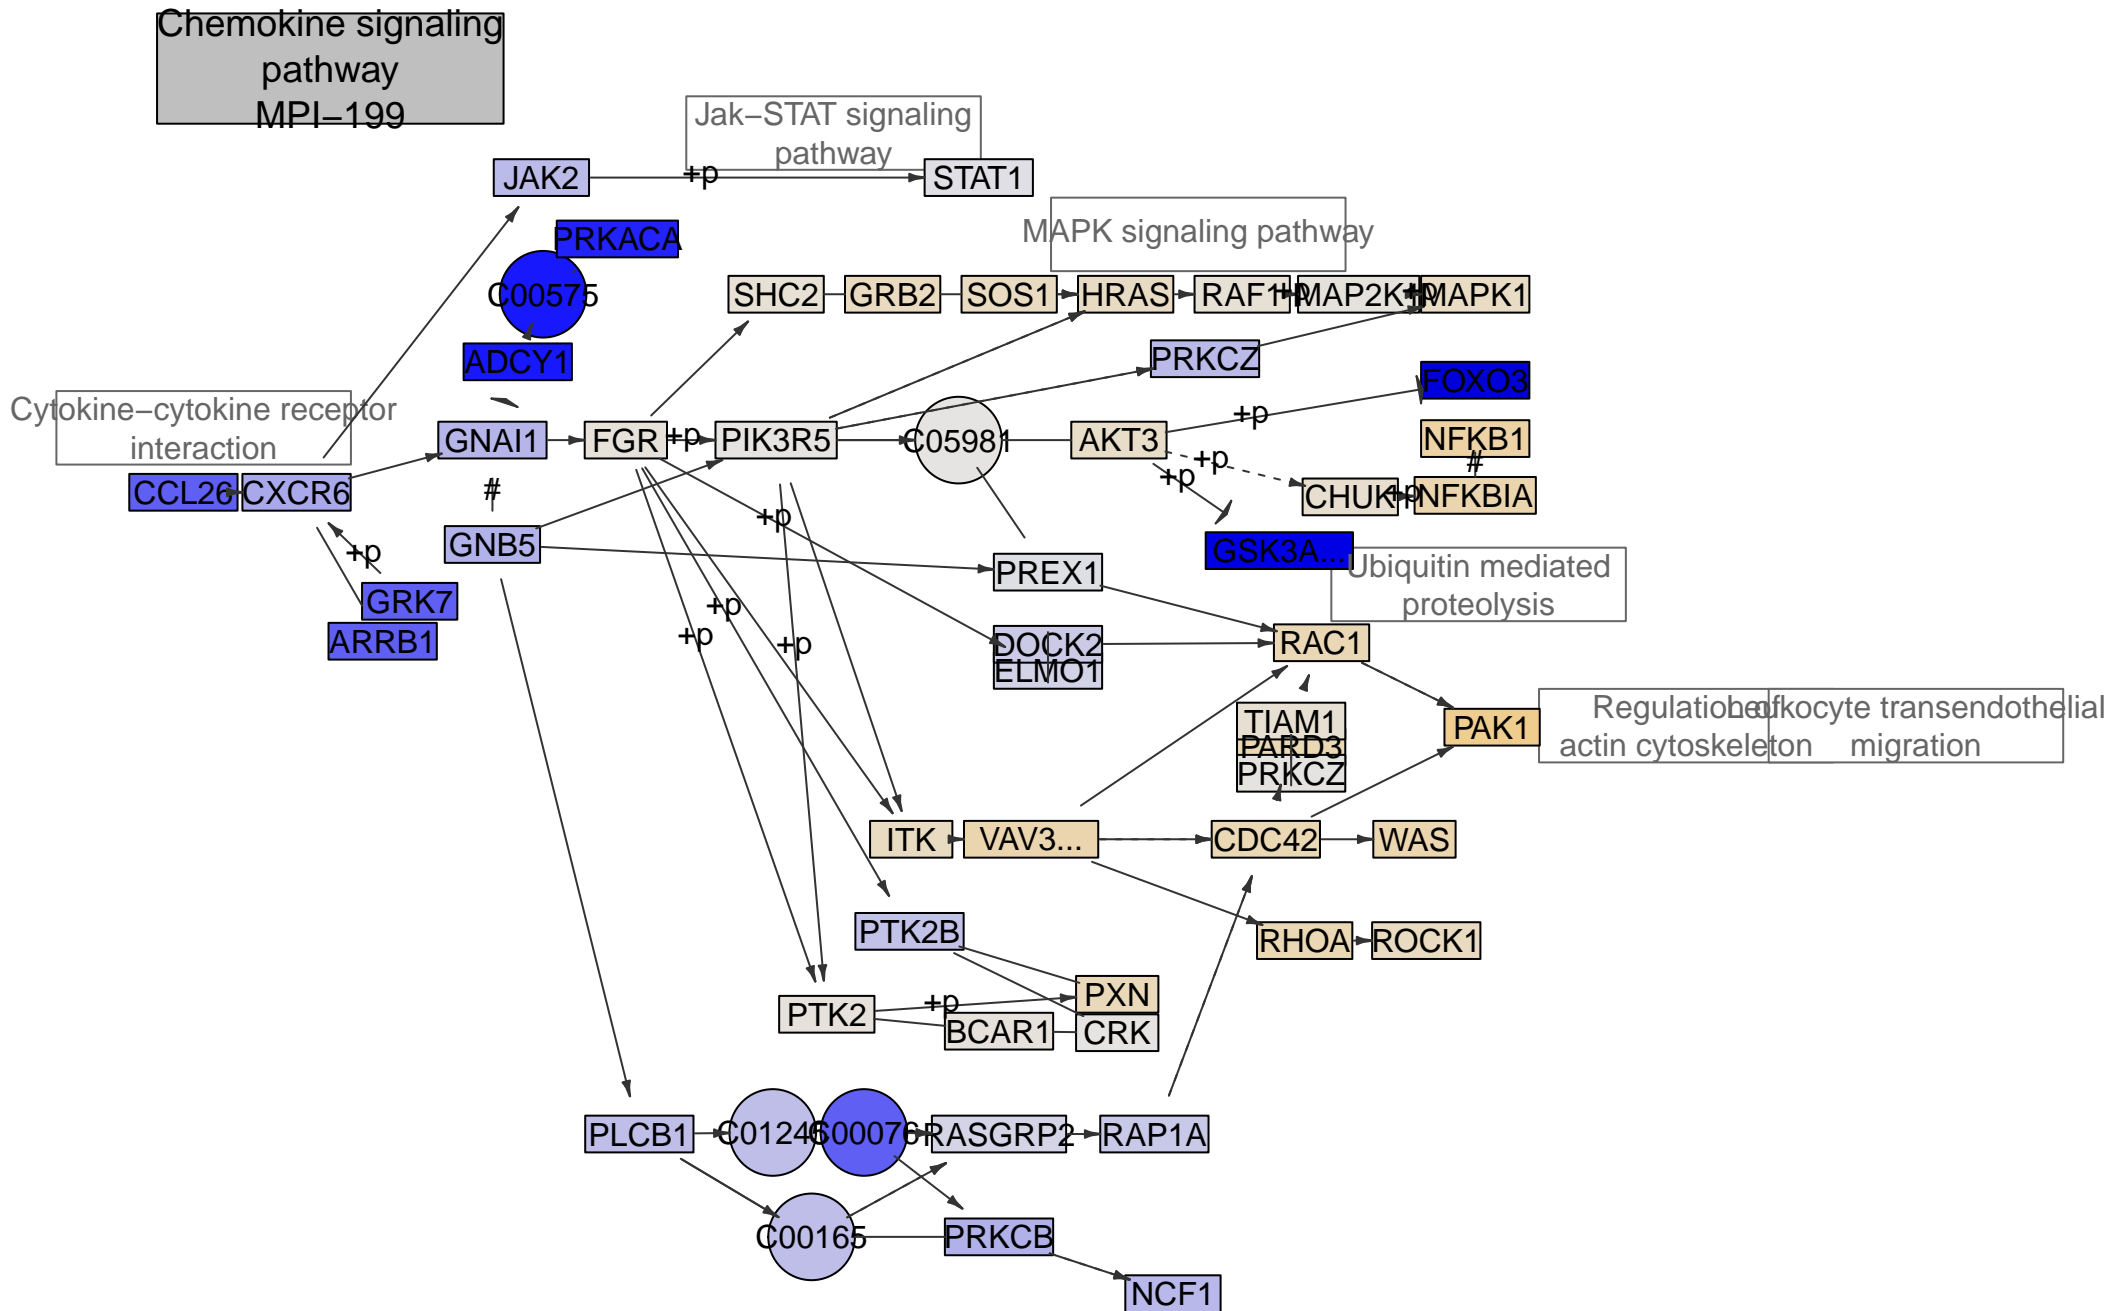 Chemokine signaling
pathway
MPI−199
Jak−STAT signaling
pathway
JAK2
+p
STAT1
PRKACA
MAPK signaling pathway
C00575
SHC2
GRB2
SOS1
HRAS
RAF1
+p
MAP2K1
+p
MAPK1
ADCY1
PRKCZ
FOXO3
Cytokine−cytokine receptor
interaction
+p
GNAI1
FGR
+p
PIK3R5
C05981
AKT3
NFKB1
+p
#
+p
CCL26
CXCR6
#
CHUK
+p
NFKBIA
+p
GNB5
+p
GSK3A...
PREX1
Ubiquitin mediated
proteolysis
GRK7
+p
ARRB1
+p
+p
DOCK2
ELMO1
RAC1
TIAM1
PARD3
PRKCZ
PAK1
Regulation of
actin cytoskeleton
Leukocyte transendothelial
migration
ITK
VAV3...
CDC42
WAS
PTK2B
RHOA
ROCK1
PXN
+p
PTK2
BCAR1
CRK
PLCB1
C01245
C00076
RASGRP2
RAP1A
C00165
PRKCB
NCF1